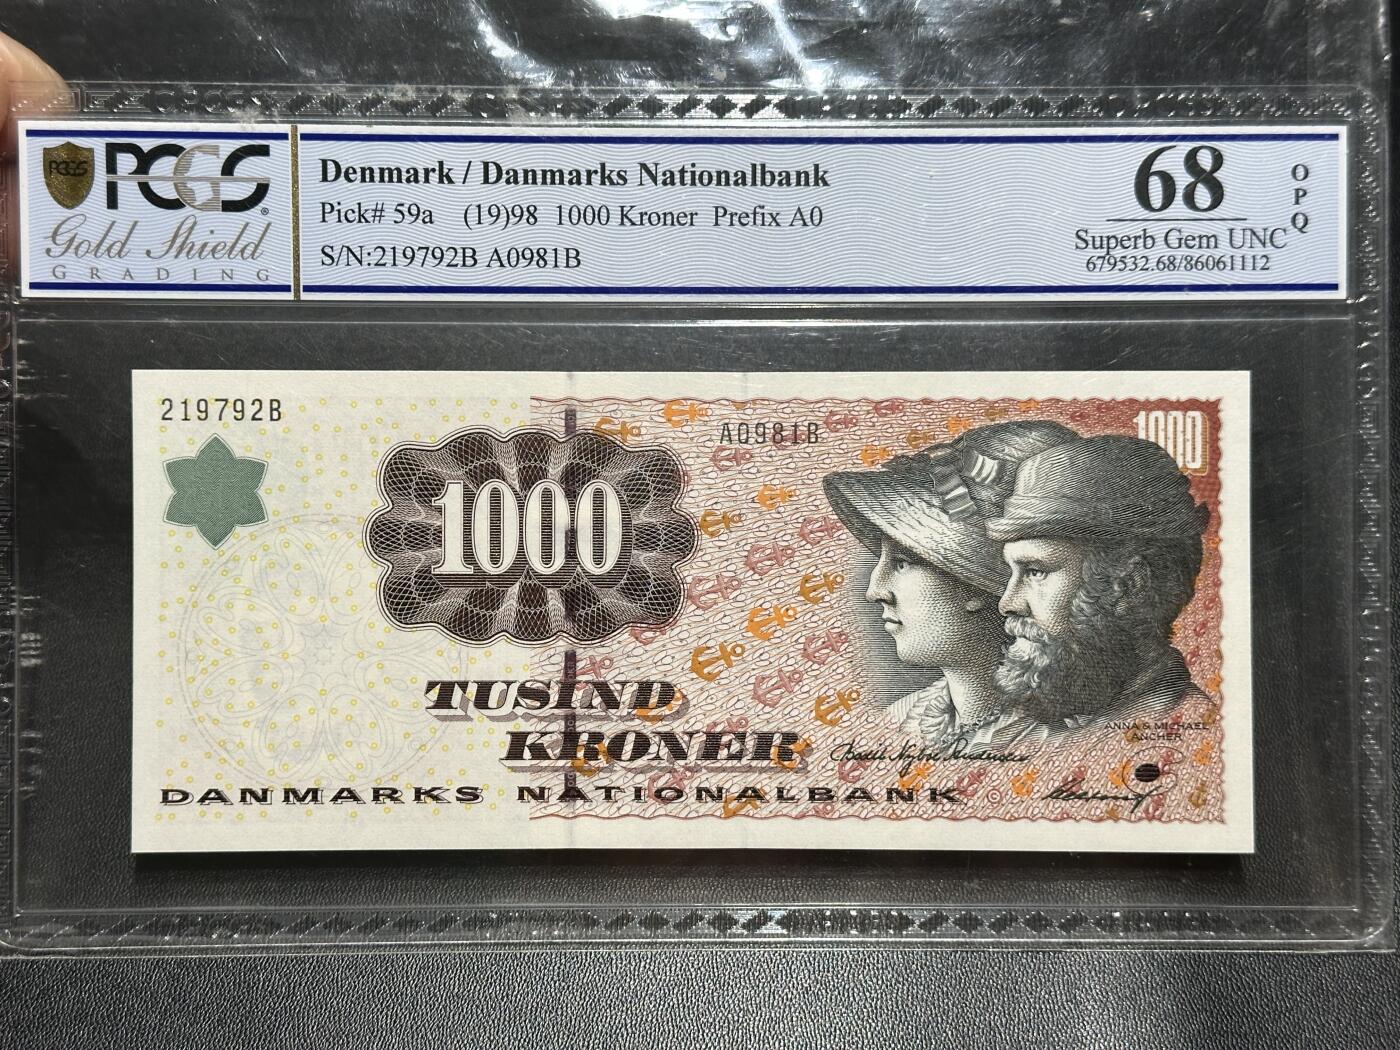 PCGS
PCGS®
Gold Shield
GRADING
Denmark / Danmarks Nationalbank
Pick# 59a (19)98 1000 Kroner Prefix A0
S/N:219792B A0981B
68
Superb Gem UNC
679532.68/86061112
OPQ
219792B
A0981B
1000
1000
TUSIND
KRONER
ANNA & MICHAEL
ANCHER
DANMARKS NATIONALBANK ©